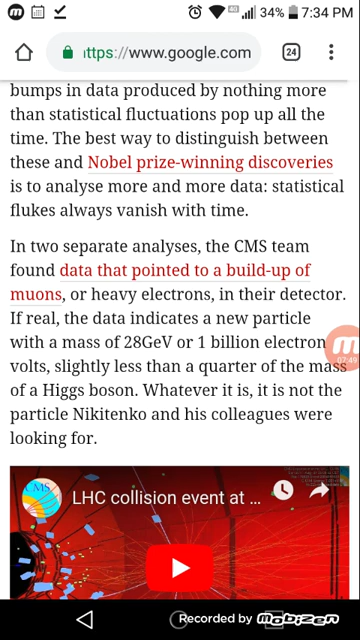 34% 7:34 PM
https://www.google.com 24
bumps in data produced by nothing more
than statistical fluctuations pop up all the
time. The best way to distinguish between
these and Nobel prize-winning discoveries
is to analyse more and more data: statistical
flukes always vanish with time.
In two separate analyses, the CMS team
found data that pointed to a build-up of
muons, or heavy electrons, in their detector.
If real, the data indicates a new particle
with a mass of 28GeV or 1 billion electron
volts, slightly less than a quarter of the mass
07:49
of a Higgs boson. Whatever it is, it is not the
particle Nikitenko and his colleagues were
looking for.
CMS
LHC collision event at ...
Recorded by mobizen